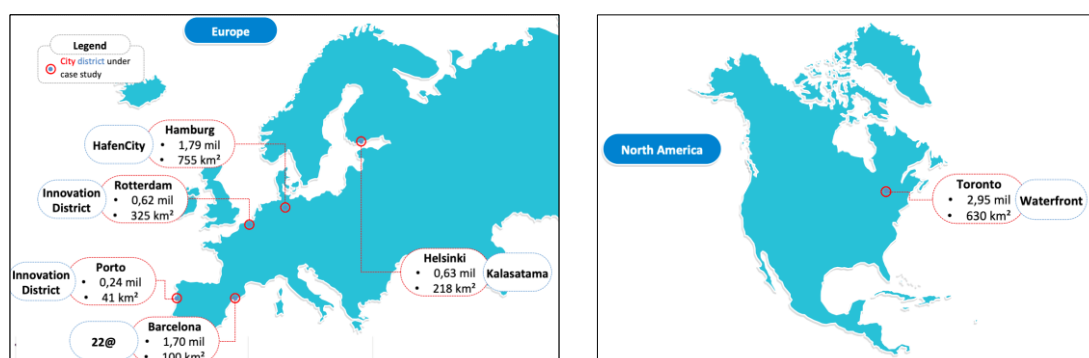 Europe
Legend
City district under
case study
Hamburg
HafenCity
• 1,79 mil
• 755 km²
Rotterdam
Innovation
District
• 0,62 mil
• 325 km²
Porto
Innovation
District
• 0,24 mil
• 41 km²
Helsinki
• 0,63 mil
• 218 km²
Kalasatama
Barcelona
22@
• 1,70 mil
• 100 km²
North America
Toronto
• 2,95 mil
• 630 km²
Waterfront